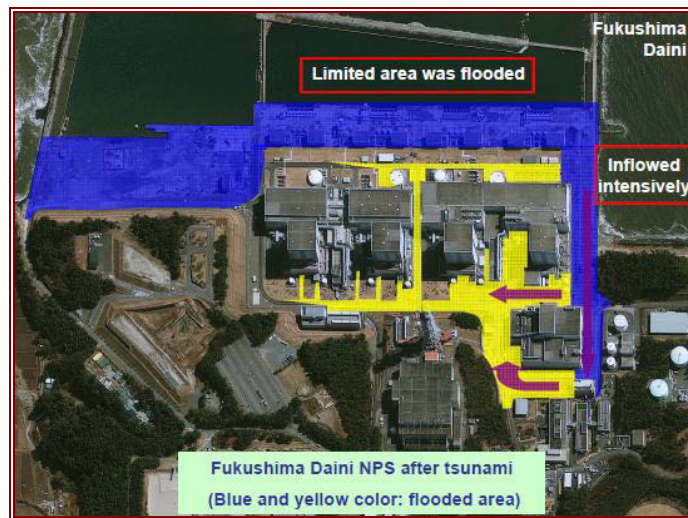 Fukushima
Daini
Limited area was flooded
Inflowed
intensively
Fukushima Daini NPS after tsunami
(Blue and yellow color: flooded area)